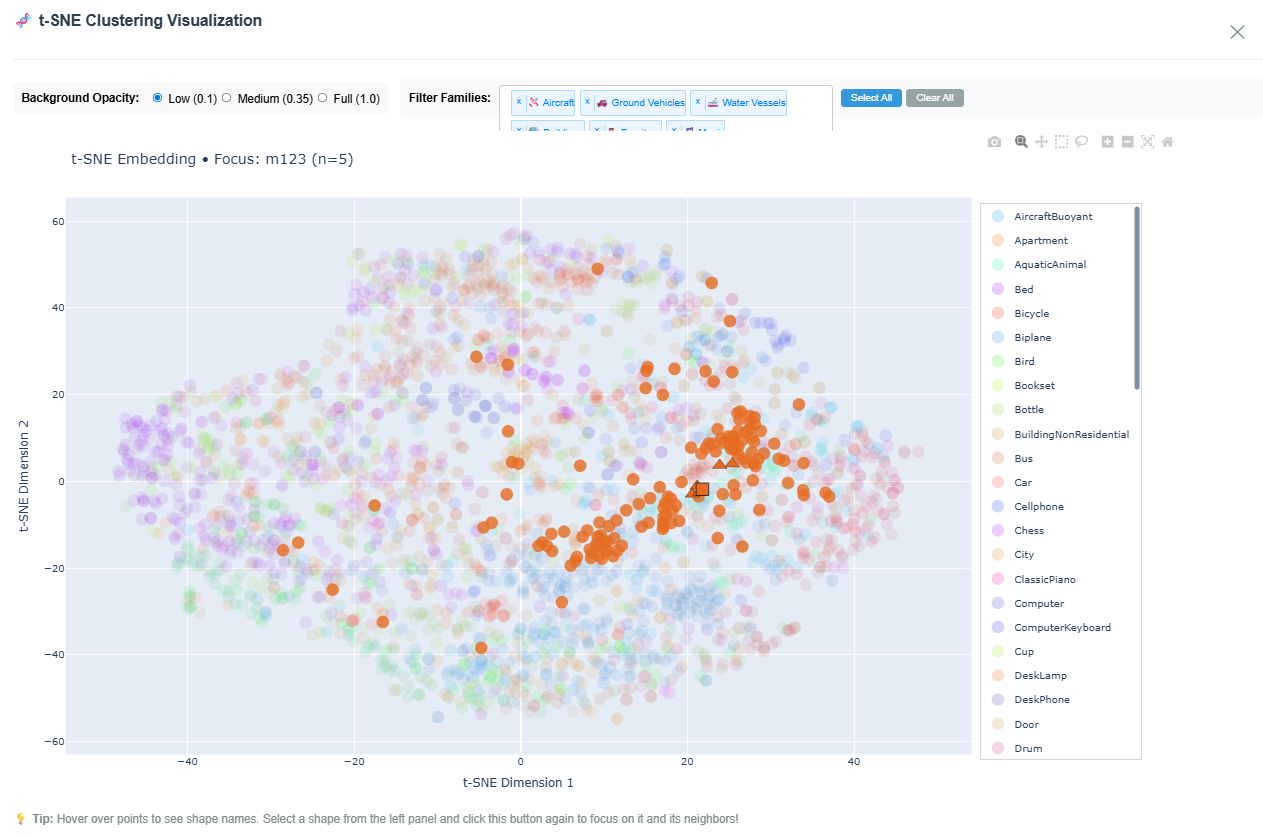 t-SNE Clustering Visualization
Background Opacity: Low (0.1) Medium (0.35) Full (1.0) Filter Families: × Aircraft × Ground Vehicles × Water Vessels Select All Clear All
t-SNE Embedding • Focus: m123 (n=5)
60
40
20
0
−20
−40
−60
t-SNE Dimension 2
−40 −20 0 20 40
t-SNE Dimension 1
AircraftBuoyant
Apartment
AquaticAnimal
Bed
Bicycle
Biplane
Bird
Bookset
Bottle
BuildingNonResidential
Bus
Car
Cellphone
Chess
City
ClassicPiano
Computer
ComputerKeyboard
Cup
DeskLamp
DeskPhone
Door
Drum
Tip: Hover over points to see shape names. Select a shape from the left panel and click this button again to focus on it and its neighbors!